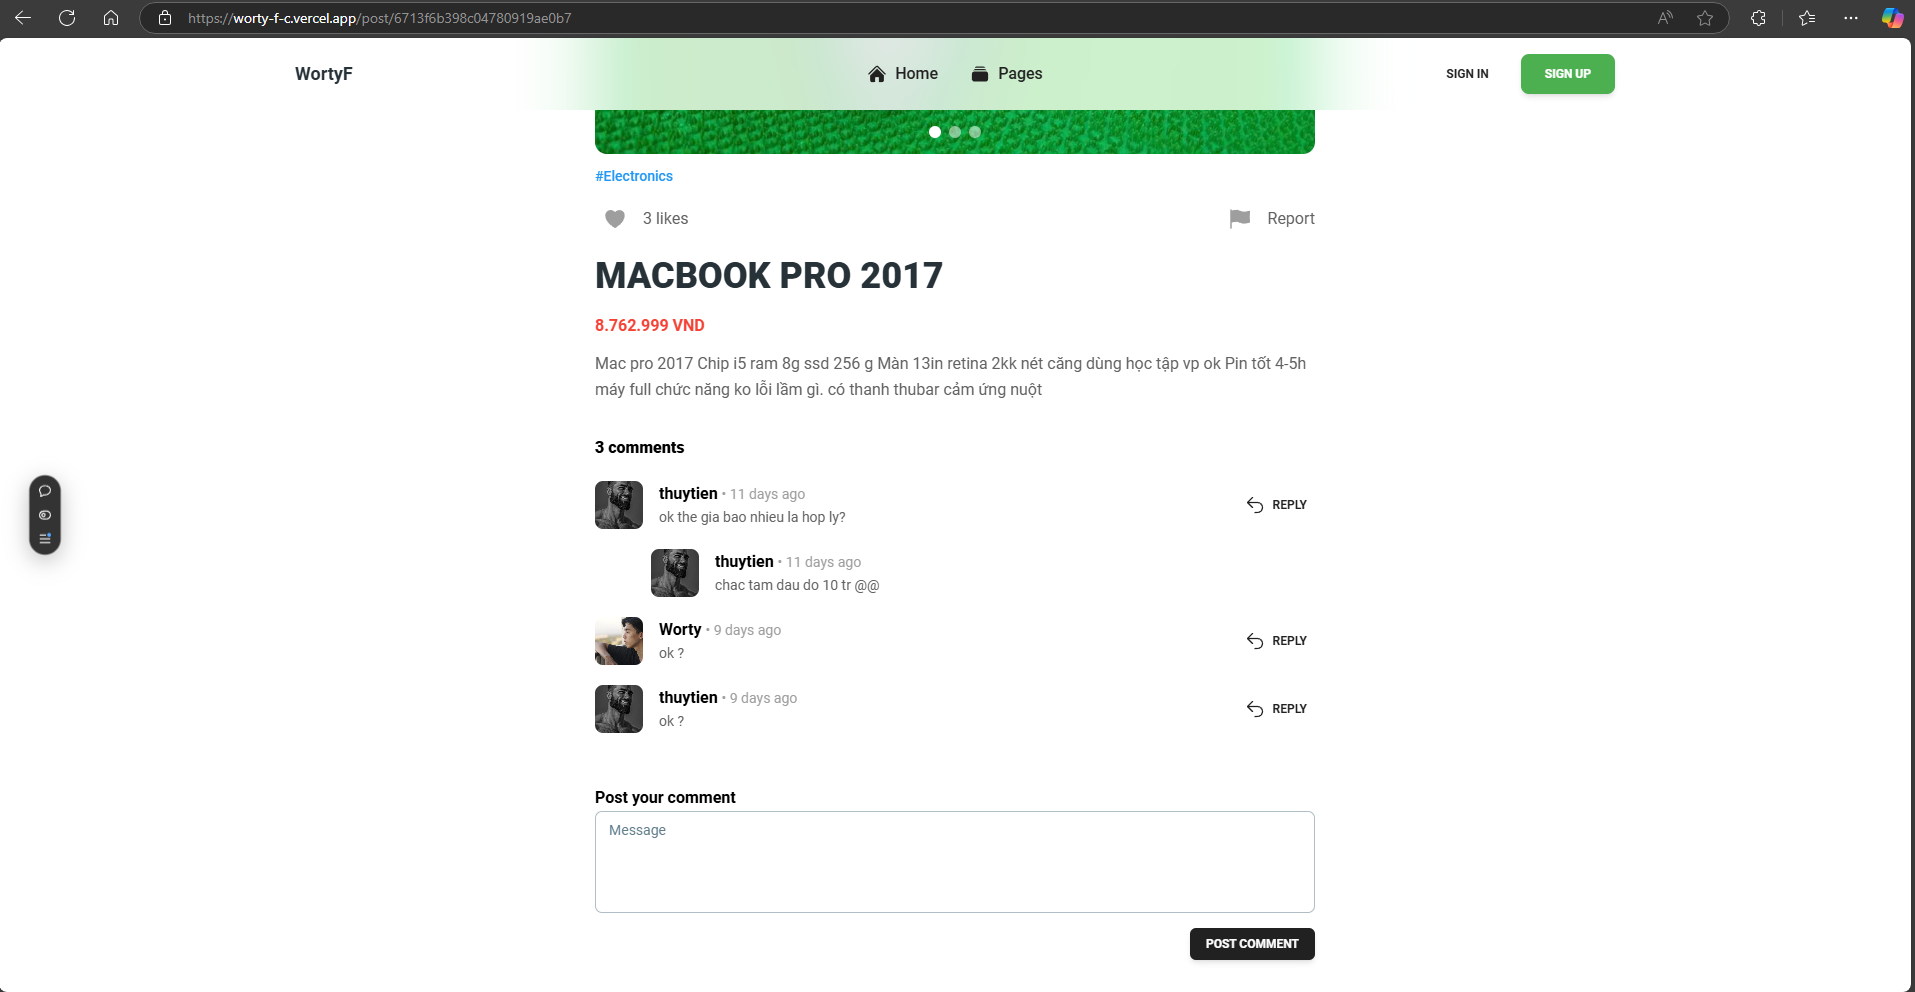 https://worty-f-c.vercel.app/post/6713f6b398c04780919ae0b7
WortyF
Home
Pages
SIGN IN
SIGN UP
#Electronics
3 likes
Report
MACBOOK PRO 2017
8.762.999 VND
Mac pro 2017 Chip i5 ram 8g ssd 256 g Màn 13in retina 2kk nét căng dùng học tập vp ok Pin tốt 4-5h
máy full chức năng ko lỗi lầm gì. có thanh thubar cảm ứng nuột
3 comments
thuytien • 11 days ago
ok the gia bao nhieu la hop ly?
REPLY
thuytien • 11 days ago
chac tam dau do 10 tr @@
Worty • 9 days ago
ok ?
REPLY
thuytien • 9 days ago
ok ?
REPLY
Post your comment
Message
POST COMMENT